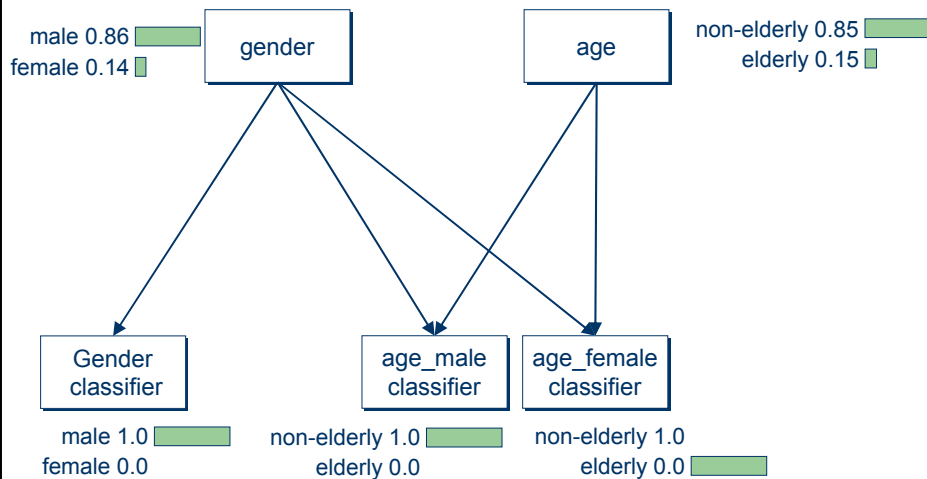 male 0.86
female 0.14
gender
age
non-elderly 0.85
elderly 0.15
Gender
classifier
age_male
classifier
age_female
classifier
male 1.0
female 0.0
non-elderly 1.0
elderly 0.0
non-elderly 1.0
elderly 0.0